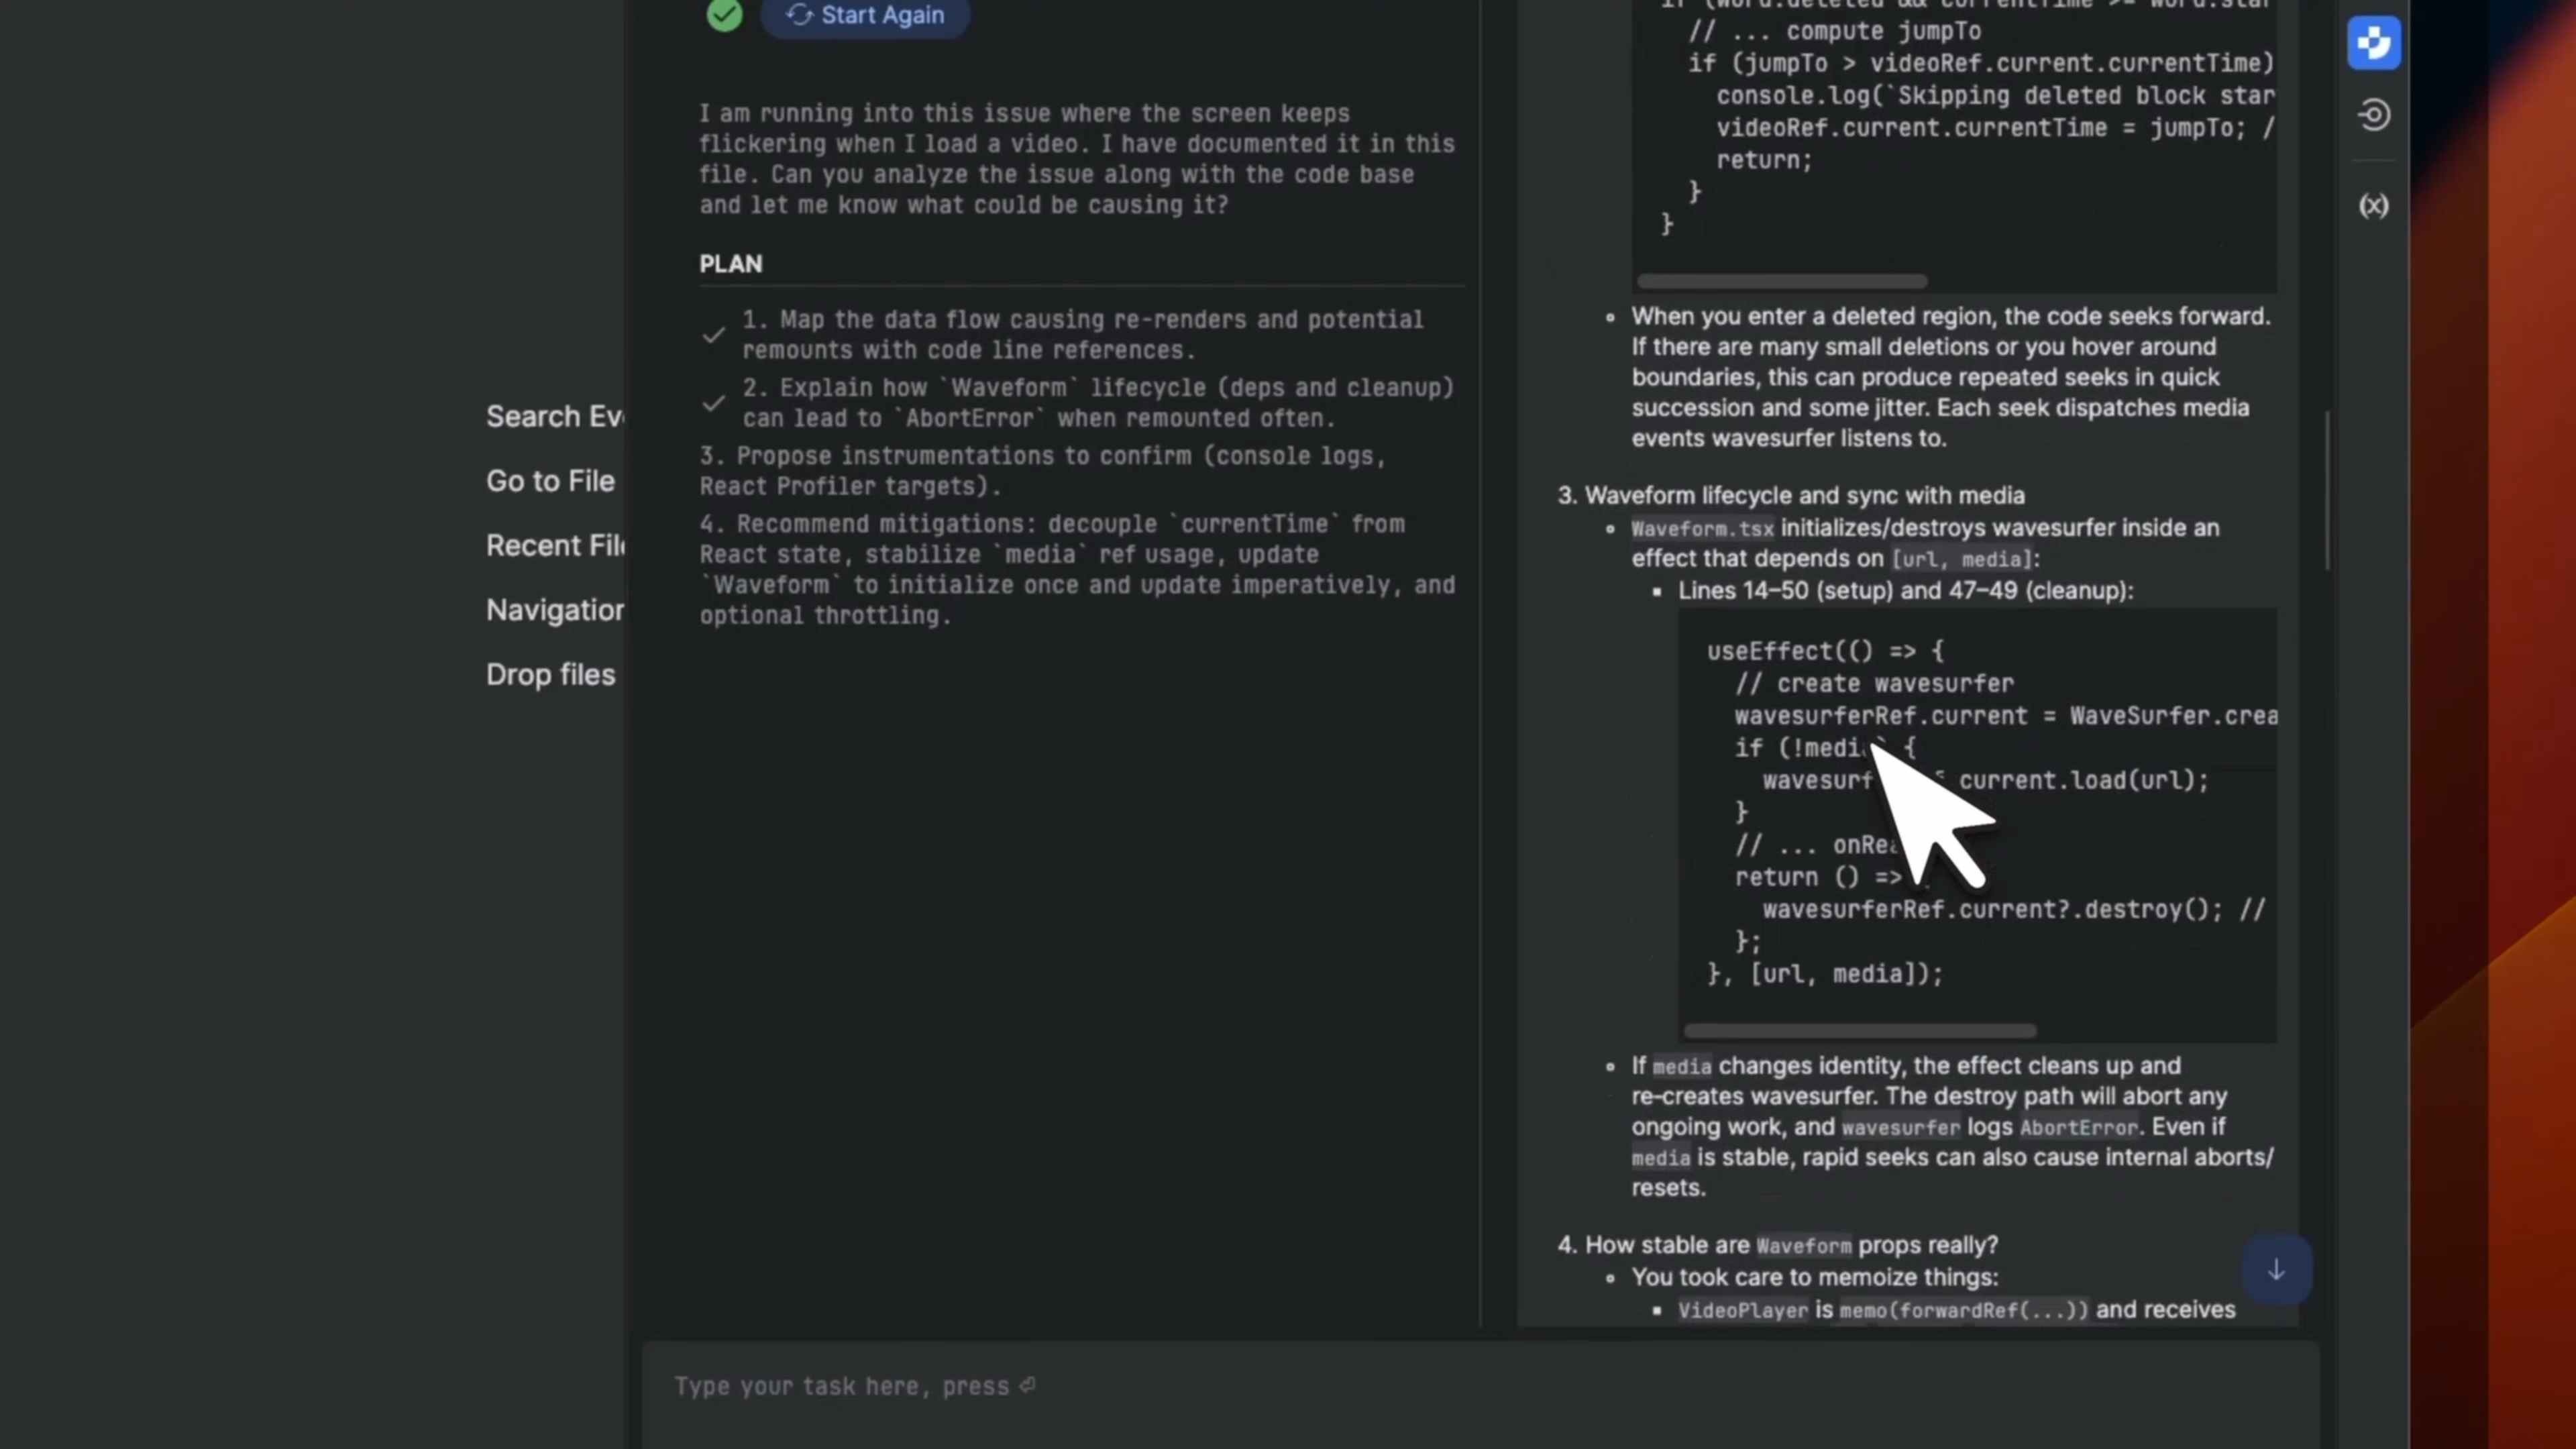 Start Again
I am running into this issue where the screen keeps
flickering when I load a video. I have documented it in this
file. Can you analyze the issue along with the code base
and let me know what could be causing it?
PLAN
1. Map the data flow causing re-renders and potential
remounts with code line references.
2. Explain how `Waveform` lifecycle (deps and cleanup)
can lead to `AbortError` when remounted often.
3. Propose instrumentations to confirm (console logs,
React Profiler targets).
4. Recommend mitigations: decouple `currentTime` from
React state, stabilize `media` ref usage, update
`Waveform` to initialize once and update imperatively, and
optional throttling.
Search Eve
Go to File
Recent File
Navigation
Drop files
Type your task here, press ⏎
if (word.deleted && currentTime >= word.star
// ... compute jumpTo
if (jumpTo > videoRef.current.currentTime)
console.log(`Skipping deleted block star
videoRef.current.currentTime = jumpTo; /
return;
}
}
When you enter a deleted region, the code seeks forward.
If there are many small deletions or you hover around
boundaries, this can produce repeated seeks in quick
succession and some jitter. Each seek dispatches media
events wavesurfer listens to.
3. Waveform lifecycle and sync with media
Waveform.tsx initializes/destroys wavesurfer inside an
effect that depends on [url, media]:
Lines 14–50 (setup) and 47–49 (cleanup):
useEffect(() => {
// create wavesurfer
wavesurferRef.current = WaveSurfer.crea
if (!media) {
wavesurf current.load(url);
}
// ... onRea
return () =>
wavesurferRef.current?.destroy(); //
};
}, [url, media]);
If media changes identity, the effect cleans up and
re-creates wavesurfer. The destroy path will abort any
ongoing work, and wavesurfer logs AbortError. Even if
media is stable, rapid seeks can also cause internal aborts/
resets.
4. How stable are Waveform props really?
You took care to memoize things:
VideoPlayer is memo(forwardRef(...)) and receives
(x)